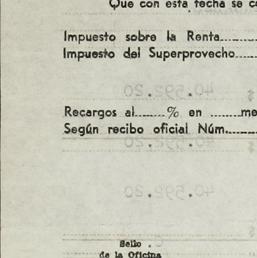 Que con esta fecha se
Impuesto sobre la Renta
Impuesto del Superprovecho
Recargos al......% en ......
Según recibo oficial Núm.
Sello
de la Oficina